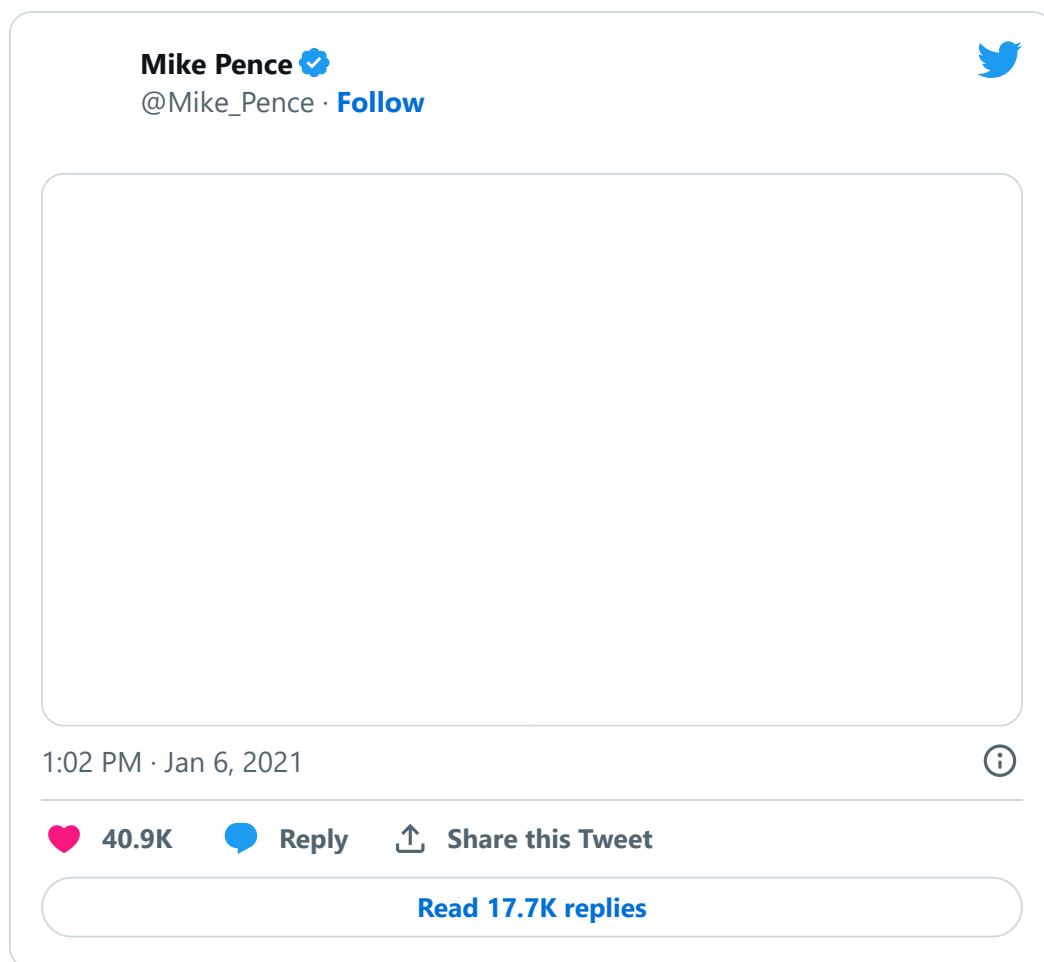 Mike Pence
@Mike_Pence · Follow
1:02 PM · Jan 6, 2021
40.9K Reply Share this Tweet
Read 17.7K replies